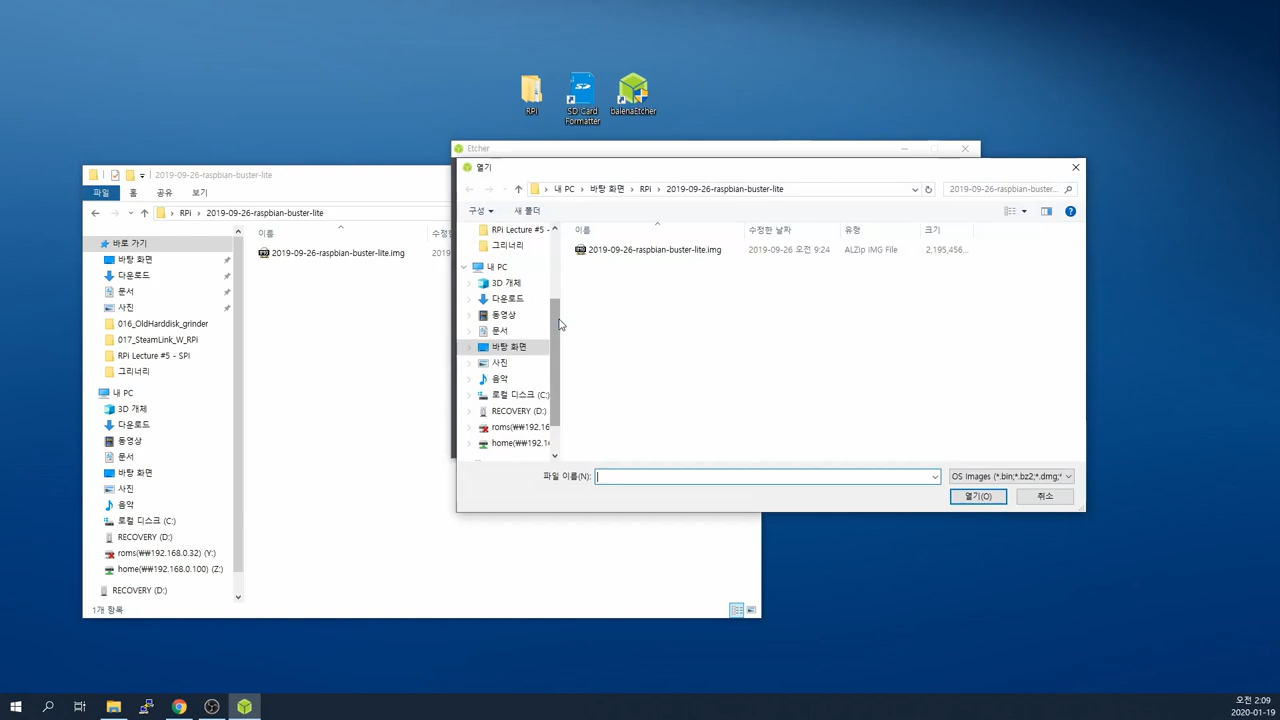 RPi
SD Card
Formatter
balenaEtcher
Etcher
2019-09-26-raspbian-buster-lite
파일
홈
공유
보기
RPi
2019-09-26-raspbian-buster-lite
이름
바로 가기
바탕 화면
다운로드
문서
사진
016_OldHarddisk_grinder
017_SteamLink_W_RPi
RPi Lecture #5 - SPI
그리너리
내 PC
3D 개체
다운로드
동영상
문서
바탕 화면
사진
음악
로컬 디스크 (C:)
RECOVERY (D:)
roms(₩₩192.168.0.32) (Y:)
home(₩₩192.168.0.100) (Z:)
RECOVERY (D:)
2019-09-26-raspbian-buster-lite.img
2019
1개 항목
열기
내 PC
바탕 화면
RPi
2019-09-26-raspbian-buster-lite
2019-09-26-raspbian-buster...
구성
새 폴더
RPi Lecture #5 -
그리너리
내 PC
3D 개체
다운로드
동영상
문서
바탕 화면
사진
음악
로컬 디스크 (C:)
RECOVERY (D:)
roms(₩₩192.16
home(₩₩192.16
이름
수정한 날짜
유형
크기
2019-09-26-raspbian-buster-lite.img
2019-09-26 오전 9:24
ALZip IMG File
2,195,456...
파일 이름(N):
OS Images (*.bin;*.bz2;*.dmg;*
열기(O)
취소
오전 2:09
2020-01-19